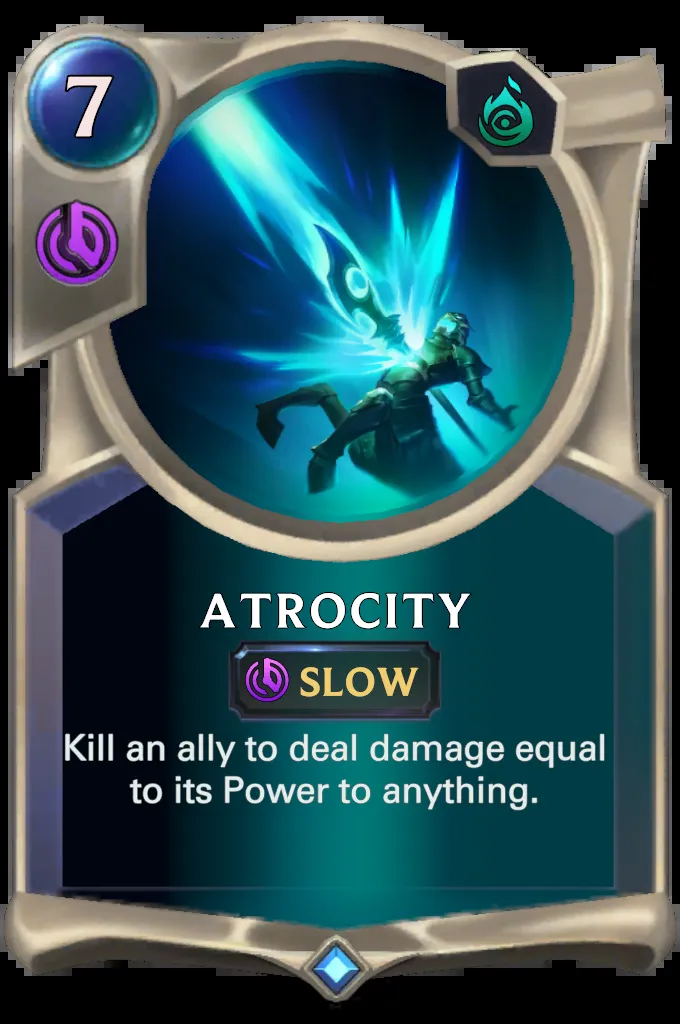 7
ATROCITY
SLOW
Kill an ally to deal damage equal
to its Power to anything.